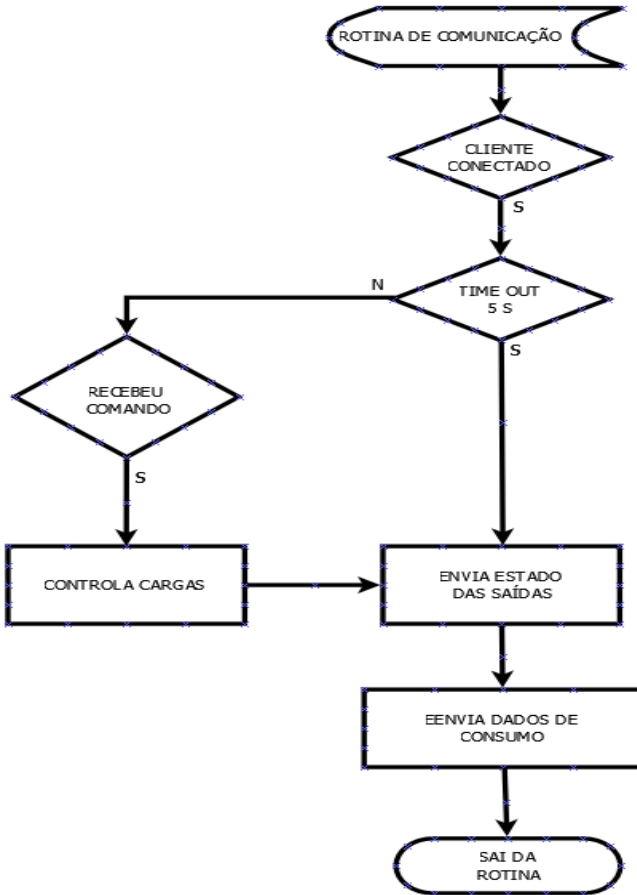 ROTINA DE COMUNICAÇÃO
CLIENTE
CONECTADO
S
TIME OUT
5 S
N
S
RECEBEU
COMANDO
S
CONTROLA CARGAS
ENVIA ESTADO
DAS SAÍDAS
EENVIA DADOS DE
CONSUMO
SAI DA
ROTINA